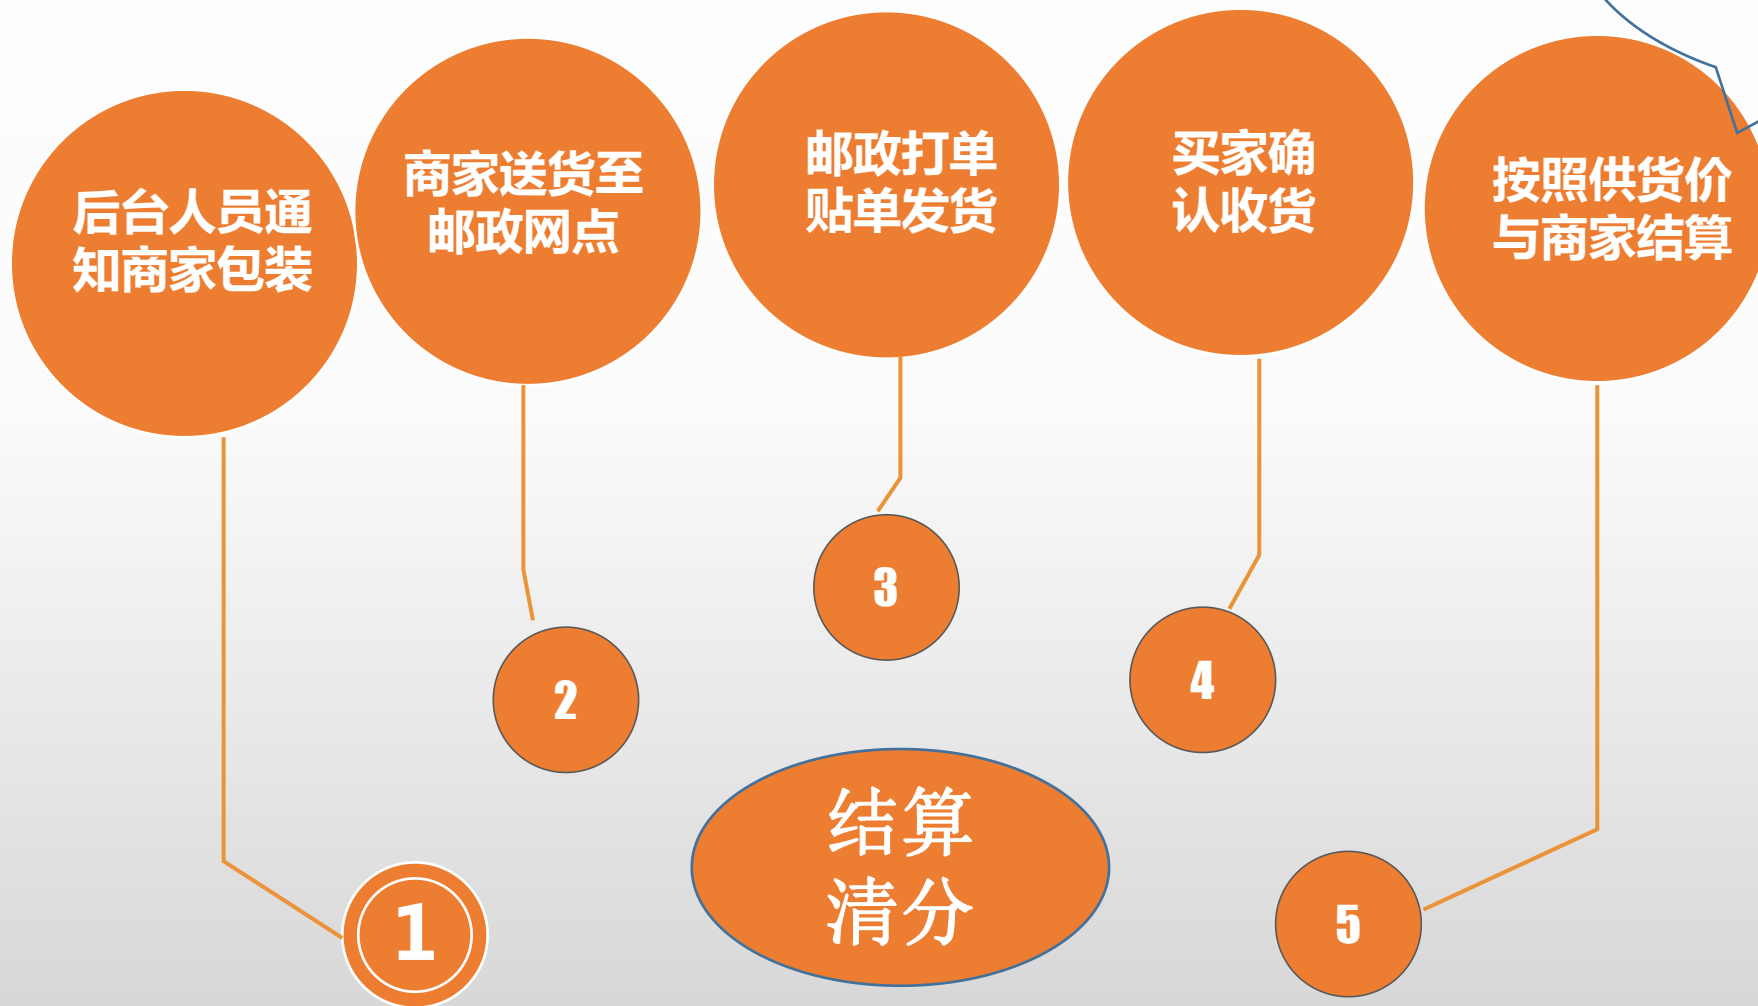 后台人员通
知商家包装
商家送货至
邮政网点
邮政打单
贴单发货
买家确
认收货
按照供货价
与商家结算
1
2
3
4
5
结算
清分